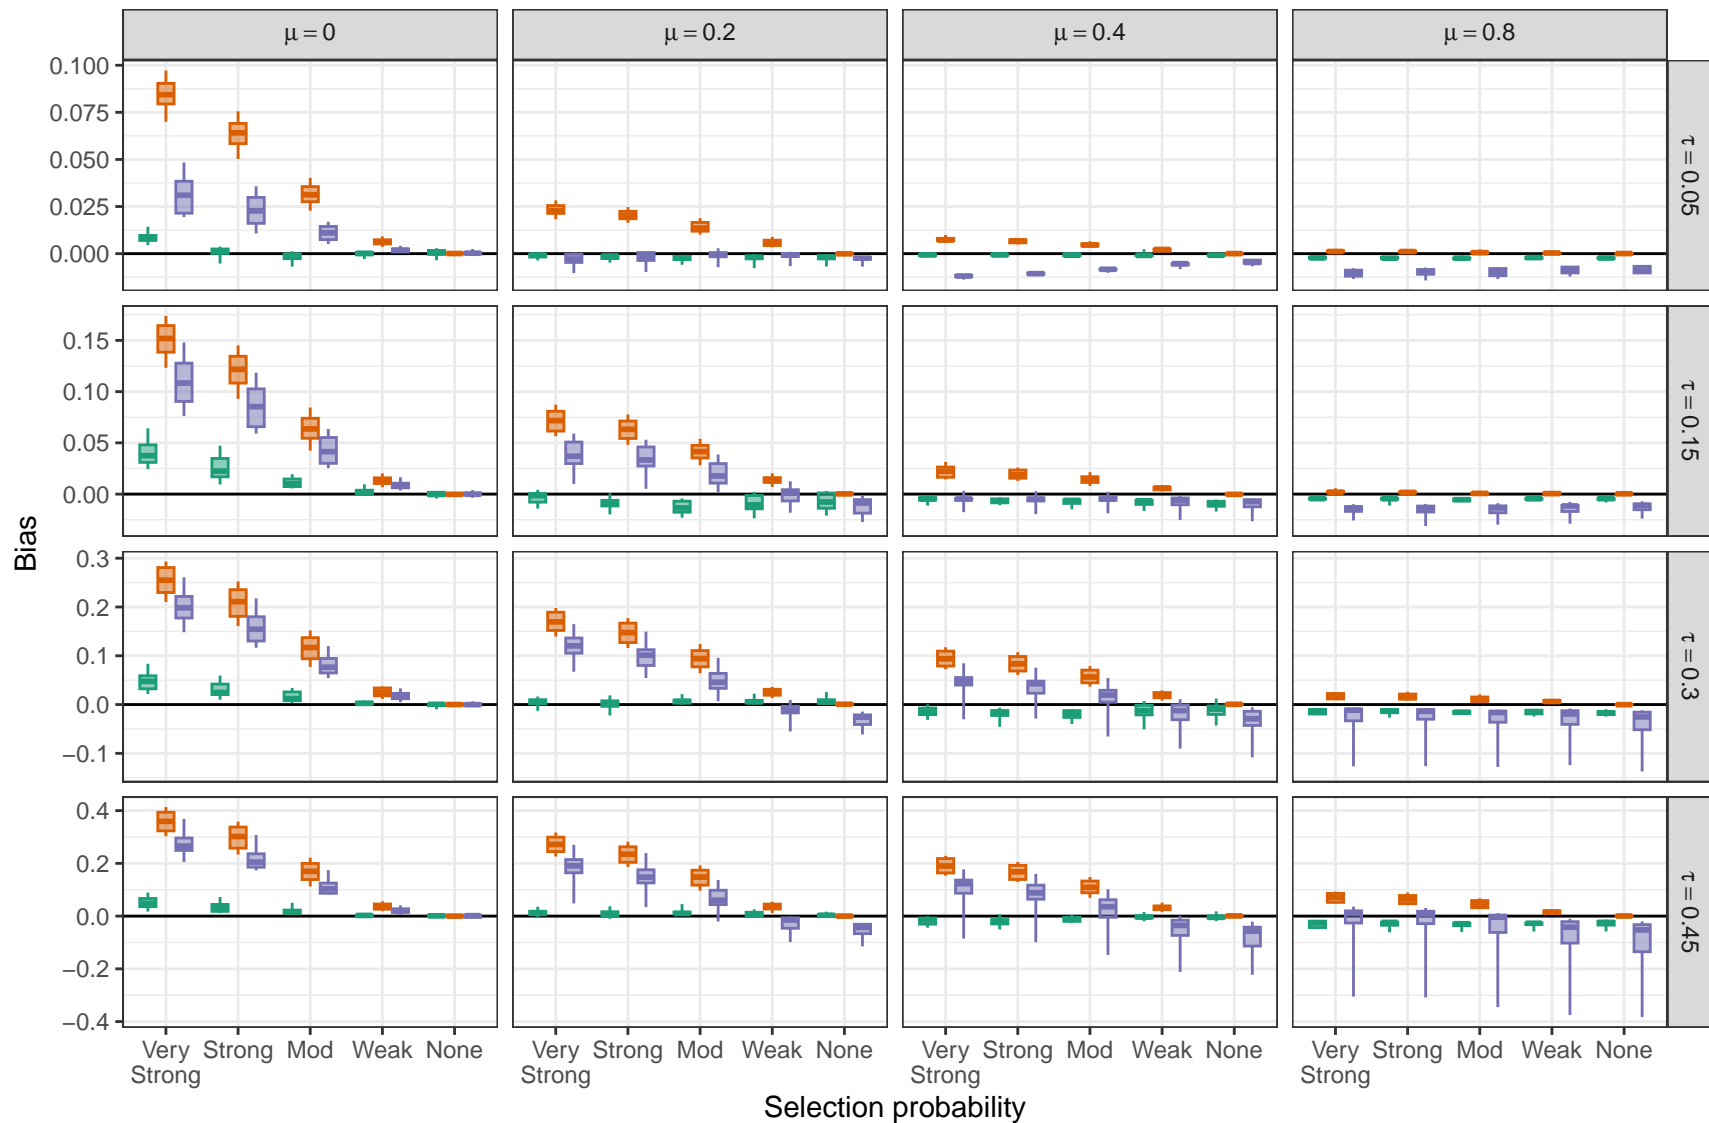 μ = 0
μ = 0.2
μ = 0.4
μ = 0.8
0.100
0.075
0.050
0.025
0.000
τ = 0.05
0.15
0.10
0.05
0.00
τ = 0.15
0.3
0.2
0.1
0.0
−0.1
τ = 0.3
0.4
0.2
0.0
−0.2
−0.4
τ = 0.45
Bias
Very Strong Strong Mod Weak None
Very Strong Strong Mod Weak None
Very Strong Strong Mod Weak None
Very Strong Strong Mod Weak None
Selection probability